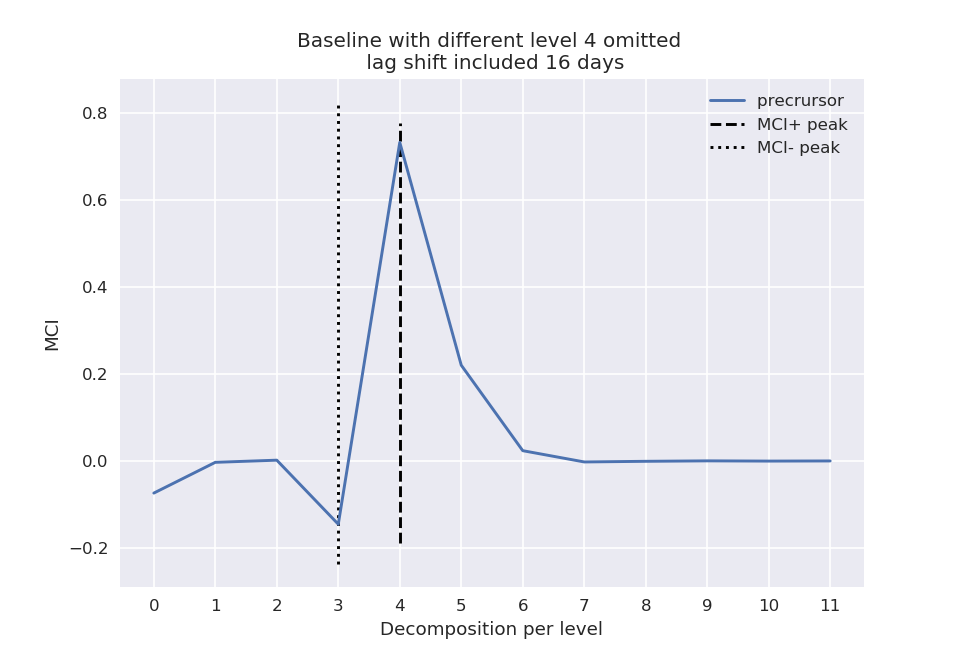 Baseline with different level 4 omitted
lag shift included 16 days
precrursor
MCI+ peak
MCI- peak
MCI
0.8
0.6
0.4
0.2
0.0
−0.2
0 1 2 3 4 5 6 7 8 9 10 11
Decomposition per level